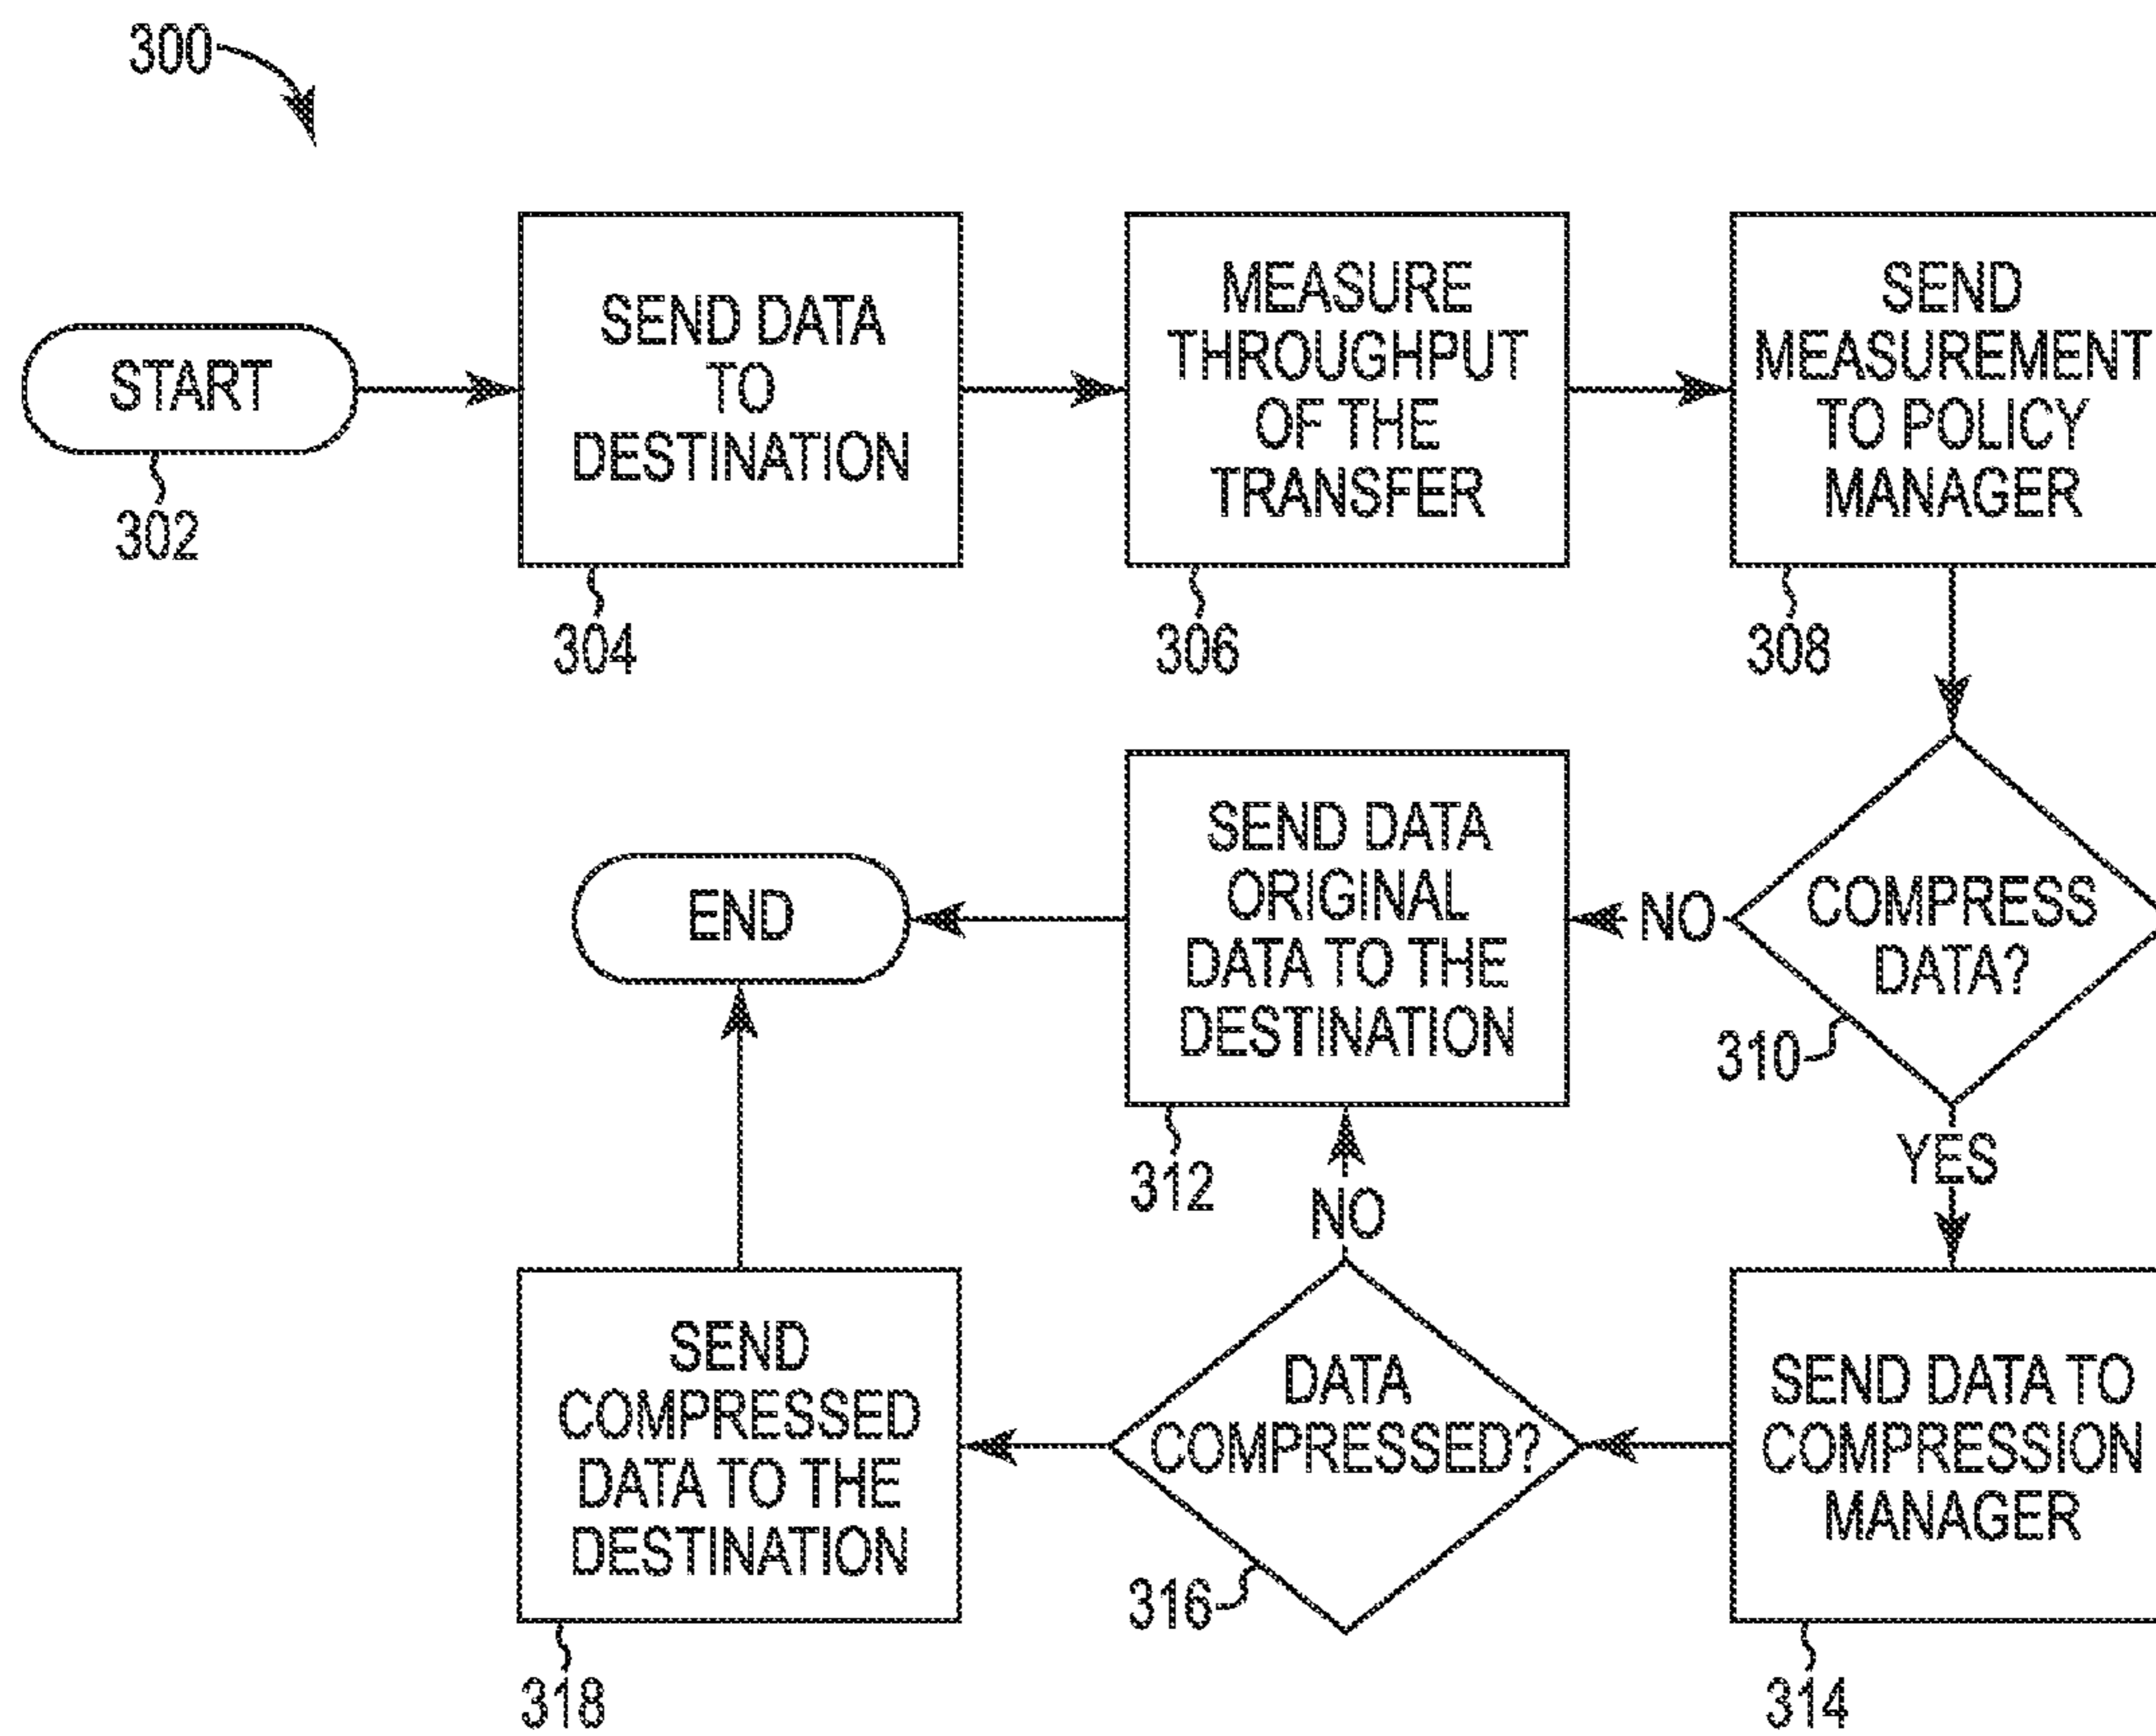 300
START
302
SEND DATA
TO
DESTINATION
304
MEASURE
THROUGHPUT
OF THE
TRANSFER
306
SEND
MEASUREMENT
TO POLICY
MANAGER
308
COMPRESS
DATA?
310
NO
YES
SEND DATA
ORIGINAL
DATA TO THE
DESTINATION
312
END
SEND DATA TO
COMPRESSION
MANAGER
314
DATA
COMPRESSED?
316
NO
SEND
COMPRESSED
DATA TO THE
DESTINATION
318